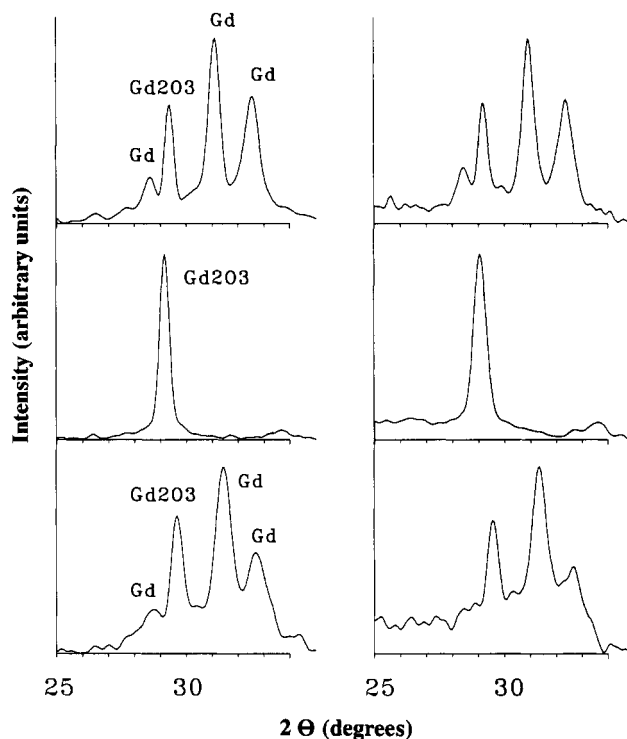 Gd
Gd
Gd2O3
Gd
Gd2O3
Gd
Gd2O3
Gd
Gd
Intensity (arbitrary units)
25 30 25 30
2 Θ (degrees)